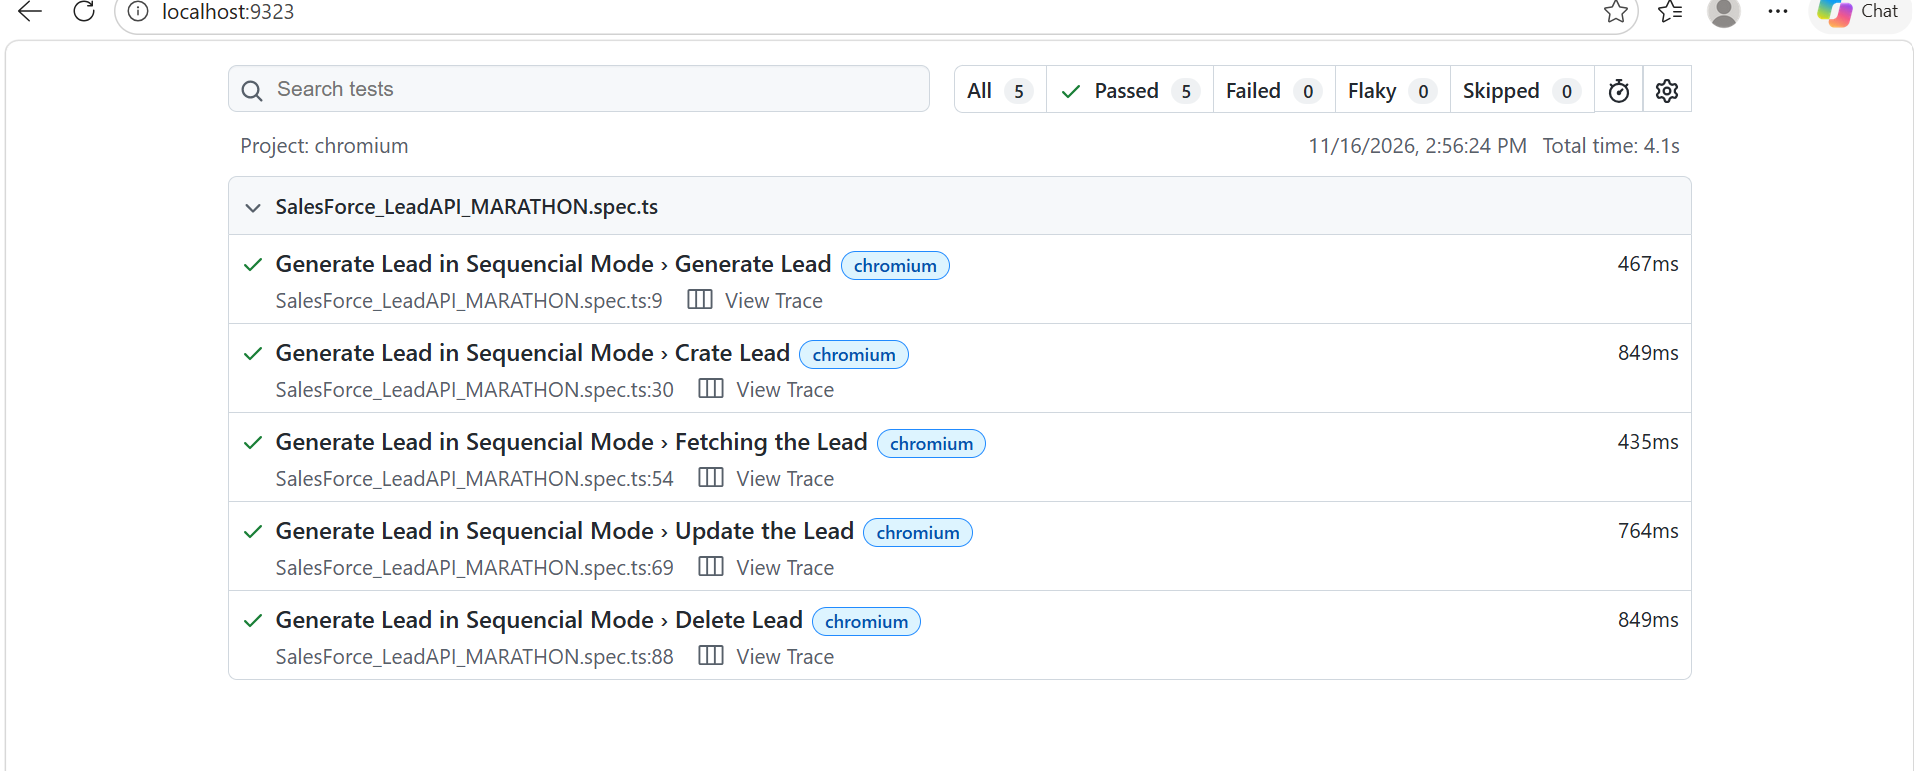 localhost:9323
Chat
Search tests
All 5 Passed 5 Failed 0 Flaky 0 Skipped 0
Project: chromium
11/16/2026, 2:56:24 PM Total time: 4.1s
SalesForce_LeadAPI_MARATHON.spec.ts
Generate Lead in Sequencial Mode › Generate Lead chromium 467ms
SalesForce_LeadAPI_MARATHON.spec.ts:9 View Trace
Generate Lead in Sequencial Mode › Crate Lead chromium 849ms
SalesForce_LeadAPI_MARATHON.spec.ts:30 View Trace
Generate Lead in Sequencial Mode › Fetching the Lead chromium 435ms
SalesForce_LeadAPI_MARATHON.spec.ts:54 View Trace
Generate Lead in Sequencial Mode › Update the Lead chromium 764ms
SalesForce_LeadAPI_MARATHON.spec.ts:69 View Trace
Generate Lead in Sequencial Mode › Delete Lead chromium 849ms
SalesForce_LeadAPI_MARATHON.spec.ts:88 View Trace